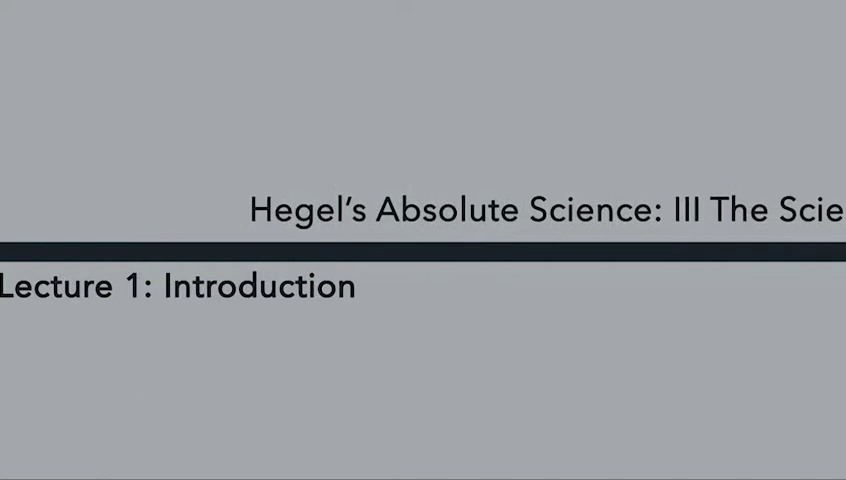 Hegel's Absolute Science: III The Scie
Lecture 1: Introduction